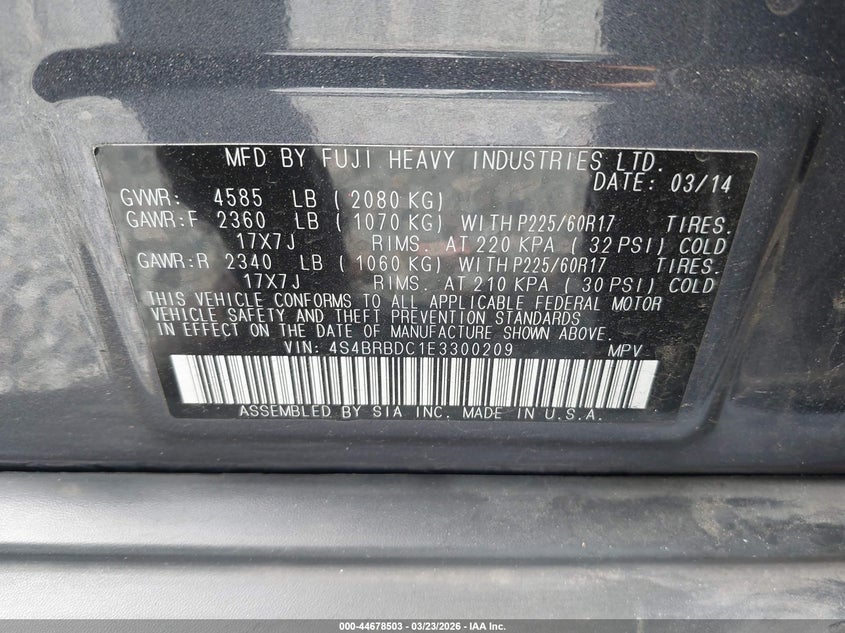 MFD BY FUJI HEAVY INDUSTRIES LTD.
DATE: 03/14
GVWR: 4585 LB (2080 KG)
GAWR:F 2360 LB (1070 KG) WITH P225/60R17 TIRES.
17X7J RIMS. AT 220 KPA (32 PSI) COLD
GAWR:R 2340 LB (1060 KG) WITH P225/60R17 TIRES.
17X7J RIMS. AT 210 KPA (30 PSI) COLD
THIS VEHICLE CONFORMS TO ALL APPLICABLE FEDERAL MOTOR
VEHICLE SAFETY AND THEFT PREVENTION STANDARDS
IN EFFECT ON THE DATE OF MANUFACTURE SHOWN ABOVE.
VIN: 4S4BRBDC1E3300209 MPV
ASSEMBLED BY SIA INC. MADE IN U.S.A.
000-44678503 — 03/23/2026 — IAA Inc.